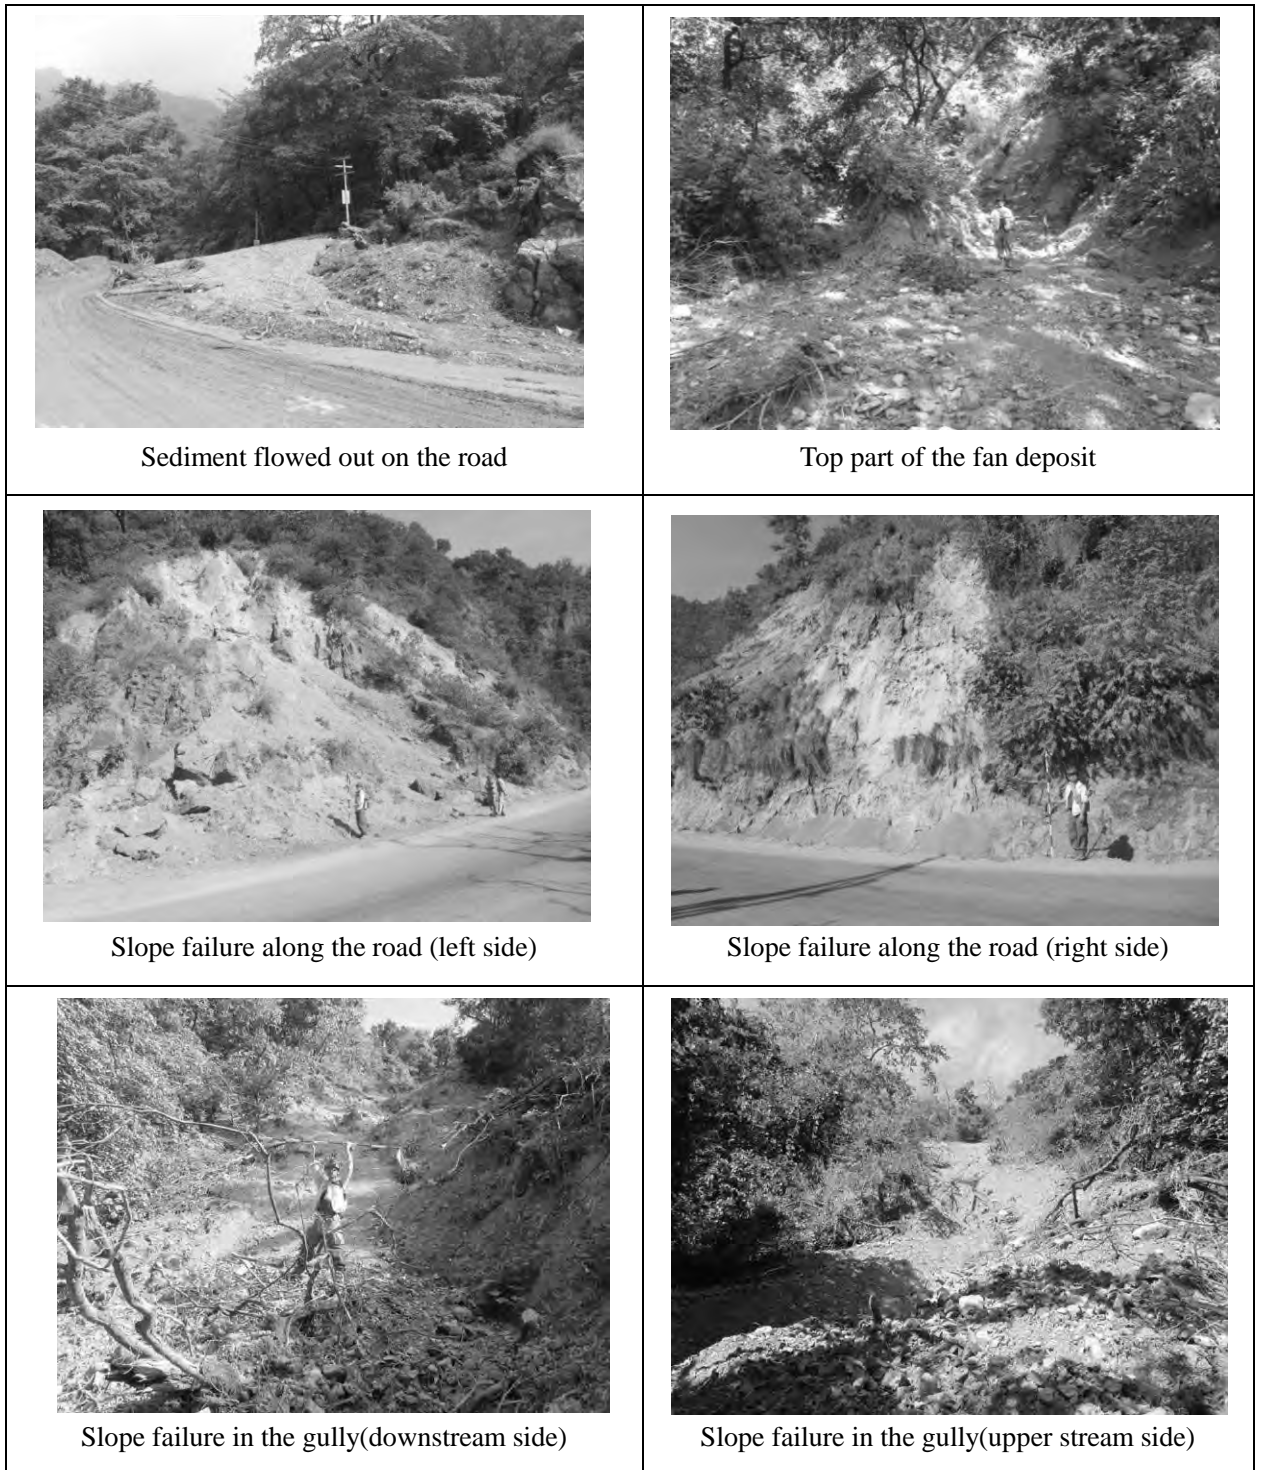 Sediment flowed out on the road
Top part of the fan deposit
Slope failure along the road (left side)
Slope failure along the road (right side)
Slope failure in the gully(downstream side)
Slope failure in the gully(upper stream side)